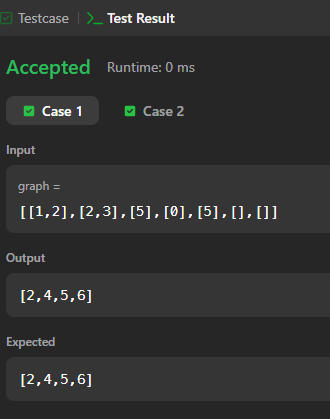 Testcase Test Result
Accepted Runtime: 0 ms
Case 1 Case 2
Input
graph =
[[1,2],[2,3],[5],[0],[5],[],[]]
Output
[2,4,5,6]
Expected
[2,4,5,6]